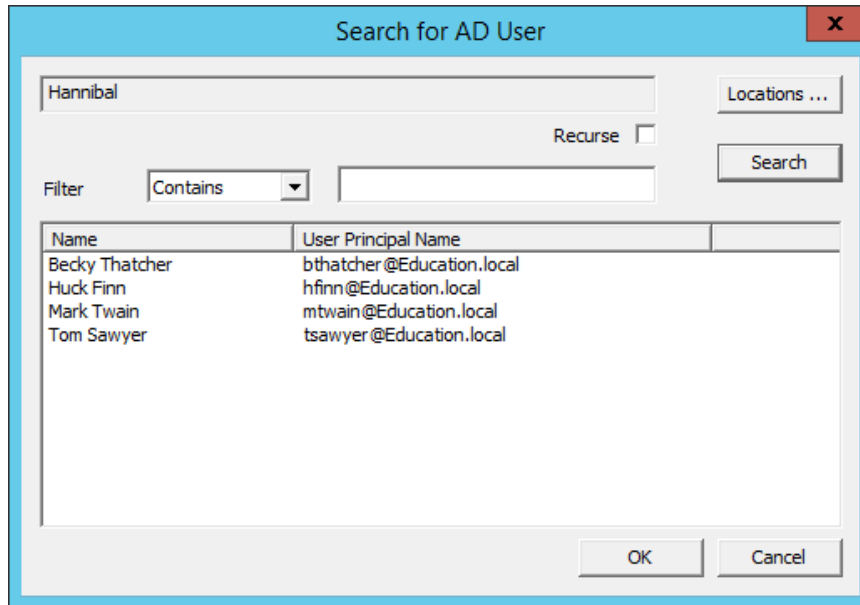 Search for AD User
x
Hannibal
Locations ...
Recurse
Search
Filter
Contains
Name User Principal Name
Becky Thatcher bthatcher@Education.local
Huck Finn hfinn@Education.local
Mark Twain mtwain@Education.local
Tom Sawyer tsawyer@Education.local
OK
Cancel